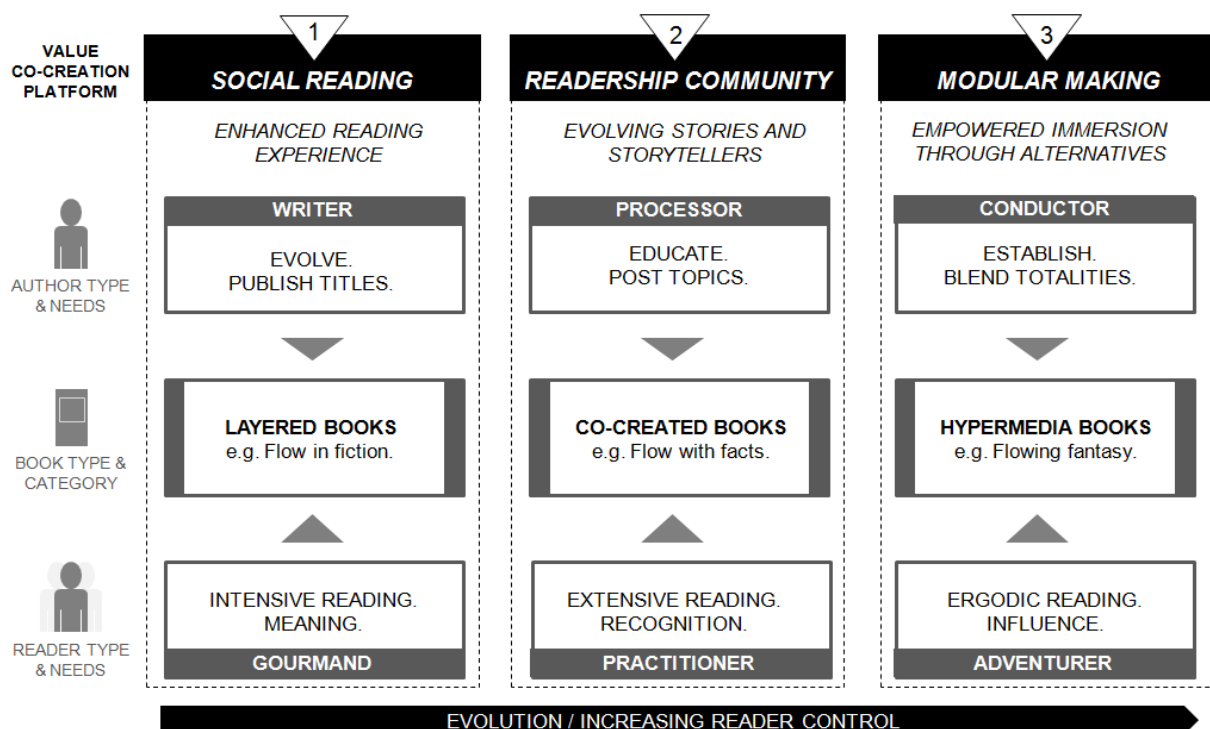 VALUE
CO-CREATION
PLATFORM
1
SOCIAL READING
2
READERSHIP COMMUNITY
3
MODULAR MAKING
ENHANCED READING
EXPERIENCE
EVOLVING STORIES AND
STORYTELLERS
EMPOWERED IMMERSION
THROUGH ALTERNATIVES
AUTHOR TYPE
& NEEDS
WRITER
EVOLVE.
PUBLISH TITLES.
PROCESSOR
EDUCATE.
POST TOPICS.
CONDUCTOR
ESTABLISH.
BLEND TOTALITIES.
BOOK TYPE &
CATEGORY
LAYERED BOOKS
e.g. Flow in fiction.
CO-CREATED BOOKS
e.g. Flow with facts.
HYPERMEDIA BOOKS
e.g. Flowing fantasy.
READER TYPE
& NEEDS
INTENSIVE READING.
MEANING.
GOURMAND
EXTENSIVE READING.
RECOGNITION.
PRACTITIONER
ERGODIC READING.
INFLUENCE.
ADVENTURER
EVOLUTION / INCREASING READER CONTROL